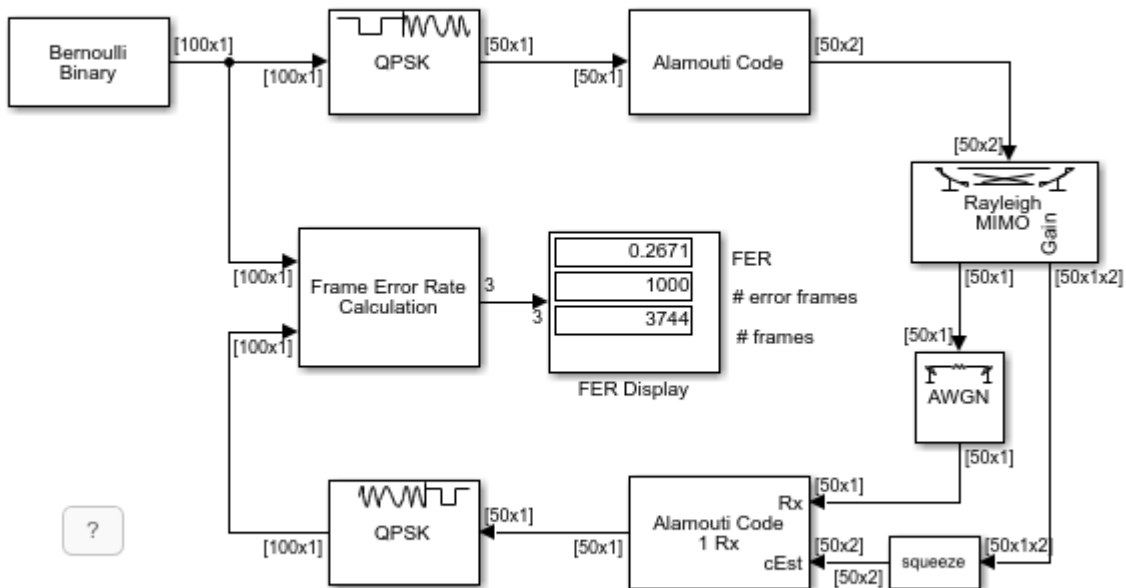 Bernoulli
Binary
[100x1]
[100x1]
QPSK
[50x1]
[50x1]
Alamouti Code
[50x2]
[50x2]
Rayleigh
MIMO
Gain
[50x1]
[50x1x2]
[100x1]
Frame Error Rate
Calculation
[100x1]
3
3
0.2671
FER
1000
# error frames
3744
# frames
FER Display
[50x1]
AWGN
[50x1]
?
[100x1]
QPSK
[50x1]
[50x1]
Alamouti Code
1 Rx
Rx
cEst
[50x1]
[50x2]
[50x2]
squeeze
[50x1x2]